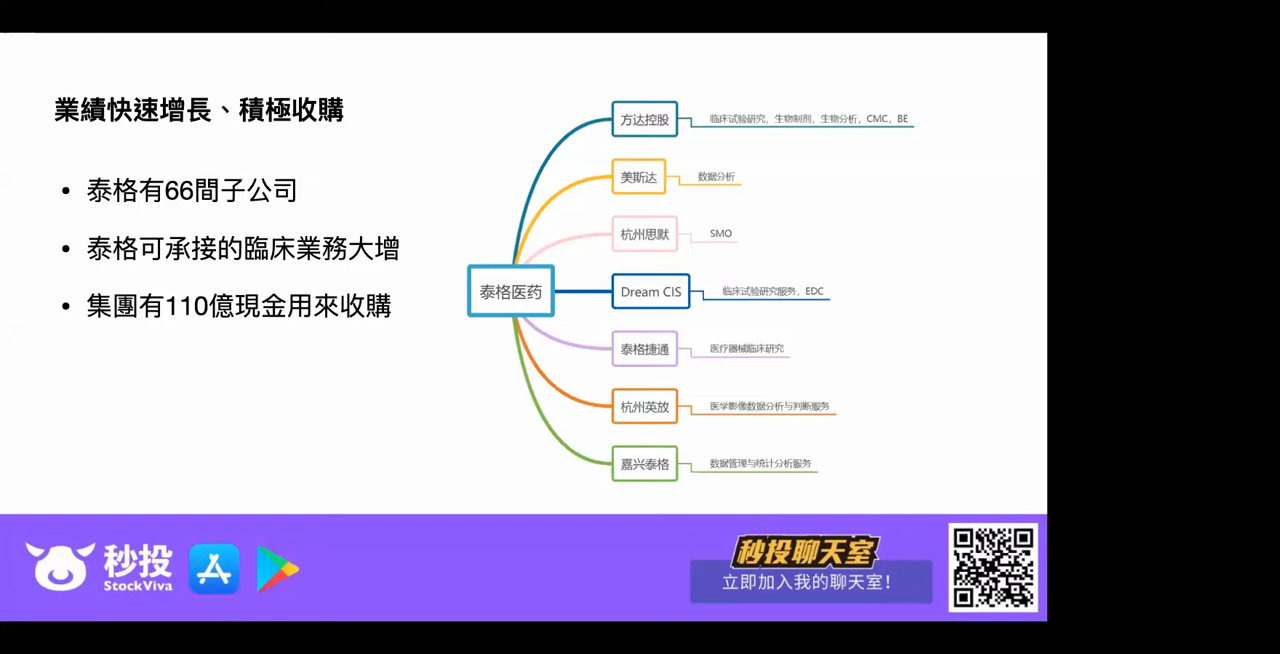 業績快速增長、積極收購
• 泰格有66間子公司
• 泰格可承接的臨床業務大增
• 集團有110億現金用來收購
泰格医药
方达控股
临床试验研究，生物制剂，生物分析，CMC，BE
美斯达
数据分析
杭州思默
SMO
Dream CIS
临床试验研究服务，EDC
泰格捷通
医疗器械临床研究
杭州英放
医学影像数据分析与判断服务
嘉兴泰格
数据管理与统计分析服务
秒投
StockViva
秒投聊天室
立即加入我的聊天室！